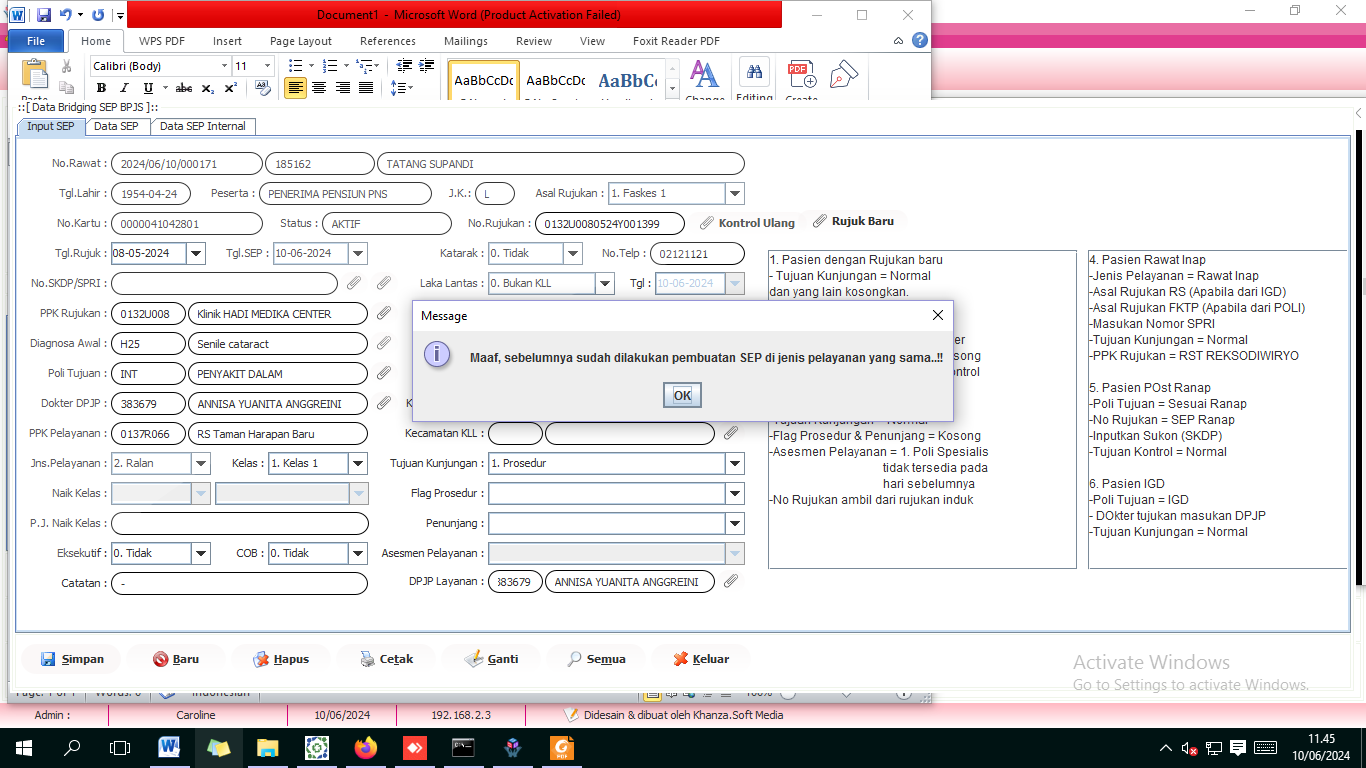 Document1 - Microsoft Word (Product Activation Failed)
File Home WPS PDF Insert Page Layout References Mailings Review View Foxit Reader PDF
Calibri (Body) 11
AaBbCcDc AaBbCcDc AaBbCc
B I U abc X₂ X²
::[ Data Bridging SEP BPJS ]::
Input SEP Data SEP Data SEP Internal
No.Rawat : 2024/06/10/000171 185162 TATANG SUPANDI
Tgl.Lahir : 1954-04-24 Peserta : PENERIMA PENSIUN PNS J.K.: L Asal Rujukan : 1. Faskes 1
No.Kartu : 0000041042801 Status : AKTIF No.Rujukan : 0132U0080524Y001399 Kontrol Ulang Rujuk Baru
Tgl.Rujuk : 08-05-2024 Tgl.SEP : 10-06-2024 Katarak : 0. Tidak No.Telp : 02121121
No.SKDP/SPRI : Laka Lantas : 0. Bukan KLL Tgl : 10-06-2024
PPK Rujukan : 0132U008 Klinik HADI MEDIKA CENTER
Diagnosa Awal : H25 Senile cataract
Poli Tujuan : INT PENYAKIT DALAM
Dokter DPJP : 383679 ANNISA YUANITA ANGGREINI
PPK Pelayanan : 0137R066 RS Taman Harapan Baru Kecamatan KLL :
Jns.Pelayanan : 2. Ralan Kelas : 1. Kelas 1 Tujuan Kunjungan : 1. Prosedur
Naik Kelas : Flag Prosedur :
P.J. Naik Kelas : Penunjang :
Eksekutif : 0. Tidak COB : 0. Tidak Asesmen Pelayanan :
Catatan : - DPJP Layanan : 383679 ANNISA YUANITA ANGGREINI
Message
Maaf, sebelumnya sudah dilakukan pembuatan SEP di jenis pelayanan yang sama..!!
OK
1. Pasien dengan Rujukan baru
- Tujuan Kunjungan = Normal
dan yang lain kosongkan.
-Flag Prosedur & Penunjang = Kosong
-Asesmen Pelayanan = 1. Poli Spesialis
tidak tersedia pada
hari sebelumnya
-No Rujukan ambil dari rujukan induk
4. Pasien Rawat Inap
-Jenis Pelayanan = Rawat Inap
-Asal Rujukan RS (Apabila dari IGD)
-Asal Rujukan FKTP (Apabila dari POLI)
-Masukan Nomor SPRI
-Tujuan Kunjungan = Normal
-PPK Rujukan = RST REKSODIWIRYO
5. Pasien POst Ranap
-Poli Tujuan = Sesuai Ranap
-No Rujukan = SEP Ranap
-Inputkan Sukon (SKDP)
-Tujuan Kontrol = Normal
6. Pasien IGD
-Poli Tujuan = IGD
- DOkter tujukan masukan DPJP
-Tujuan Kunjungan = Normal
Simpan Baru Hapus Cetak Ganti Semua Keluar
Activate Windows
Go to Settings to activate Windows.
Admin : Caroline 10/06/2024 192.168.2.3 Didesain & dibuat oleh Khanza.Soft Media
11.45
10/06/2024